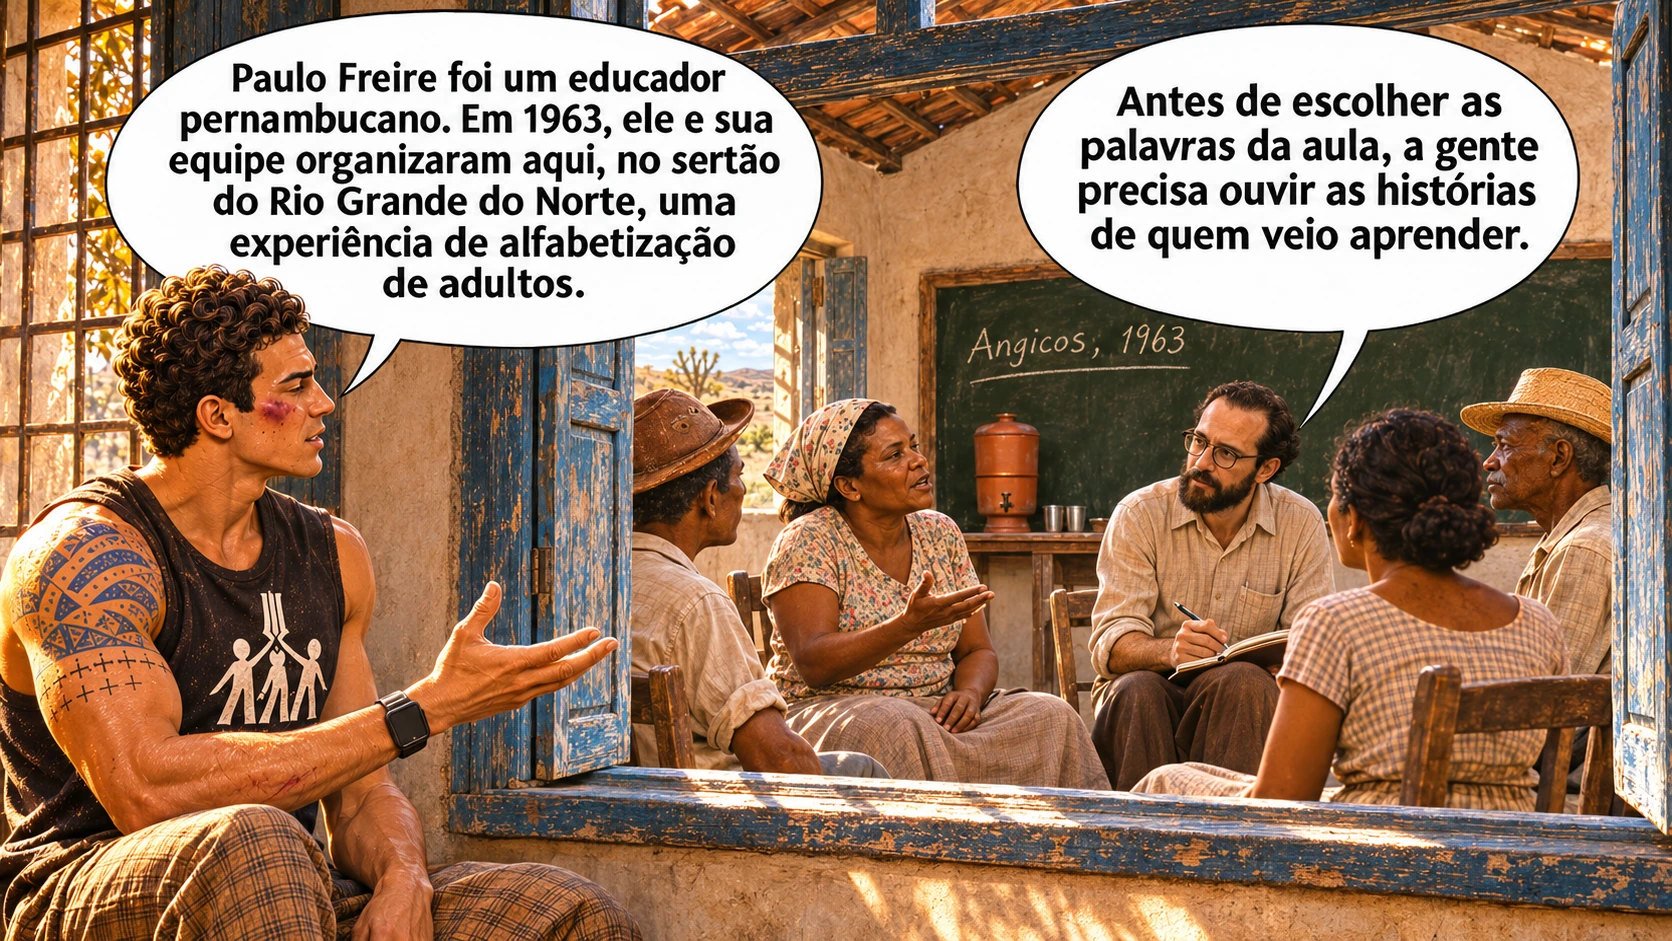 Paulo Freire foi um educador
pernambucano. Em 1963, ele e sua
equipe organizaram aqui, no sertão
do Rio Grande do Norte, uma
experiência de alfabetização
de adultos.
Antes de escolher as
palavras da aula, a gente
precisa ouvir as histórias
de quem veio aprender.
Angicos, 1963